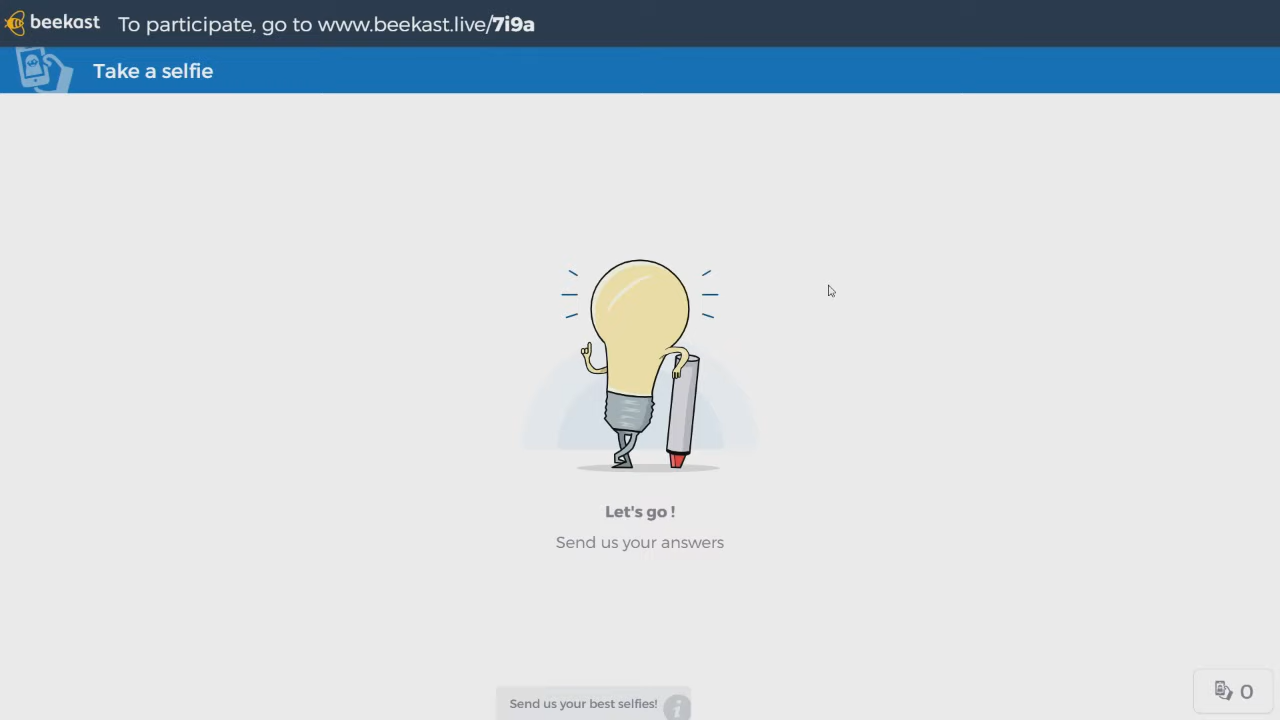 beekast To participate, go to www.beekast.live/7i9a
Take a selfie
Let's go !
Send us your answers
Send us your best selfies! i
0